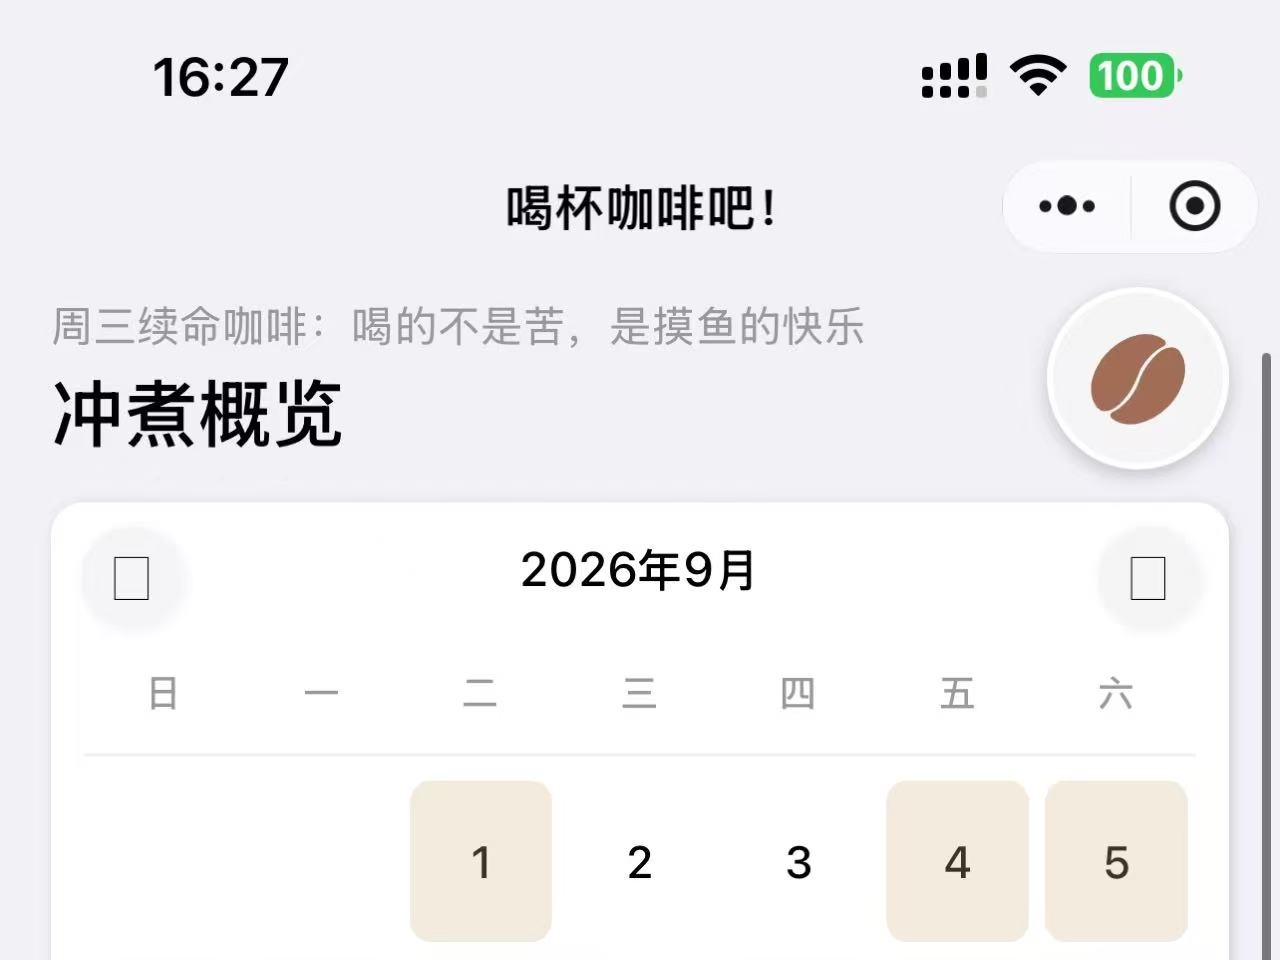 16:27
100
喝杯咖啡吧！
周三续命咖啡：喝的不是苦，是摸鱼的快乐
冲煮概览
2026年9月
日 一 二 三 四 五 六
1 2 3 4 5